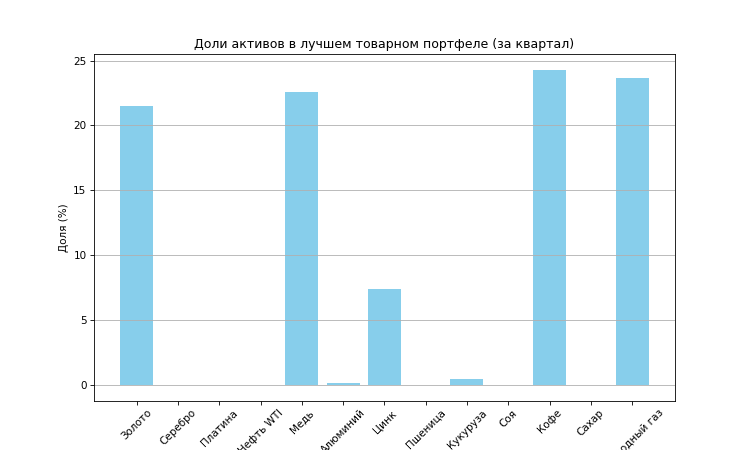 Доли активов в лучшем товарном портфеле (за квартал)
Доля (%)
25
20
15
10
5
0
Золото
Серебро
Платина
Нефть WTI
Медь
Алюминий
Цинк
Пшеница
Кукуруза
Соя
Кофе
Сахар
газ